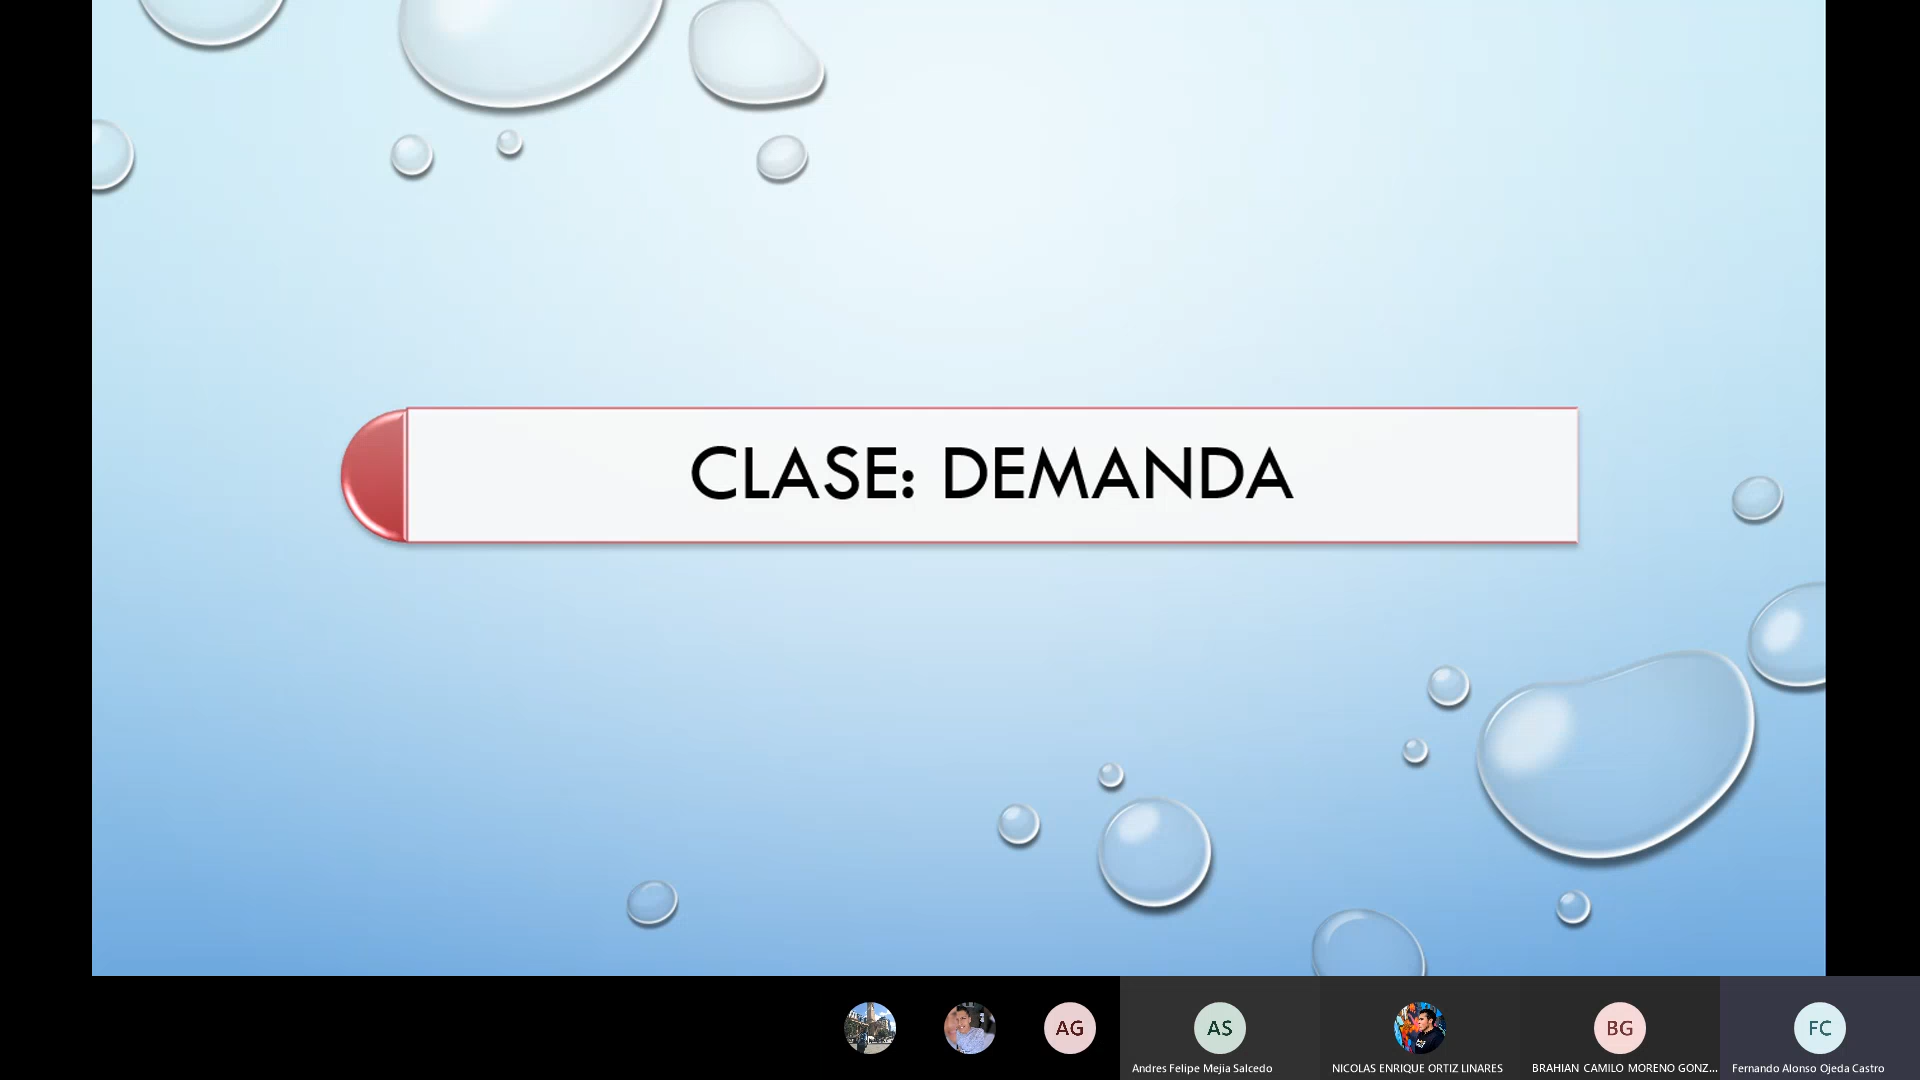 CLASE: DEMANDA
AG
AS
BG
FC
Andres Felipe Mejia Salcedo
NICOLAS ENRIQUE ORTIZ LINARES
BRAHIAN CAMILO MORENO GONZ...
Fernando Alonso Ojeda Castro